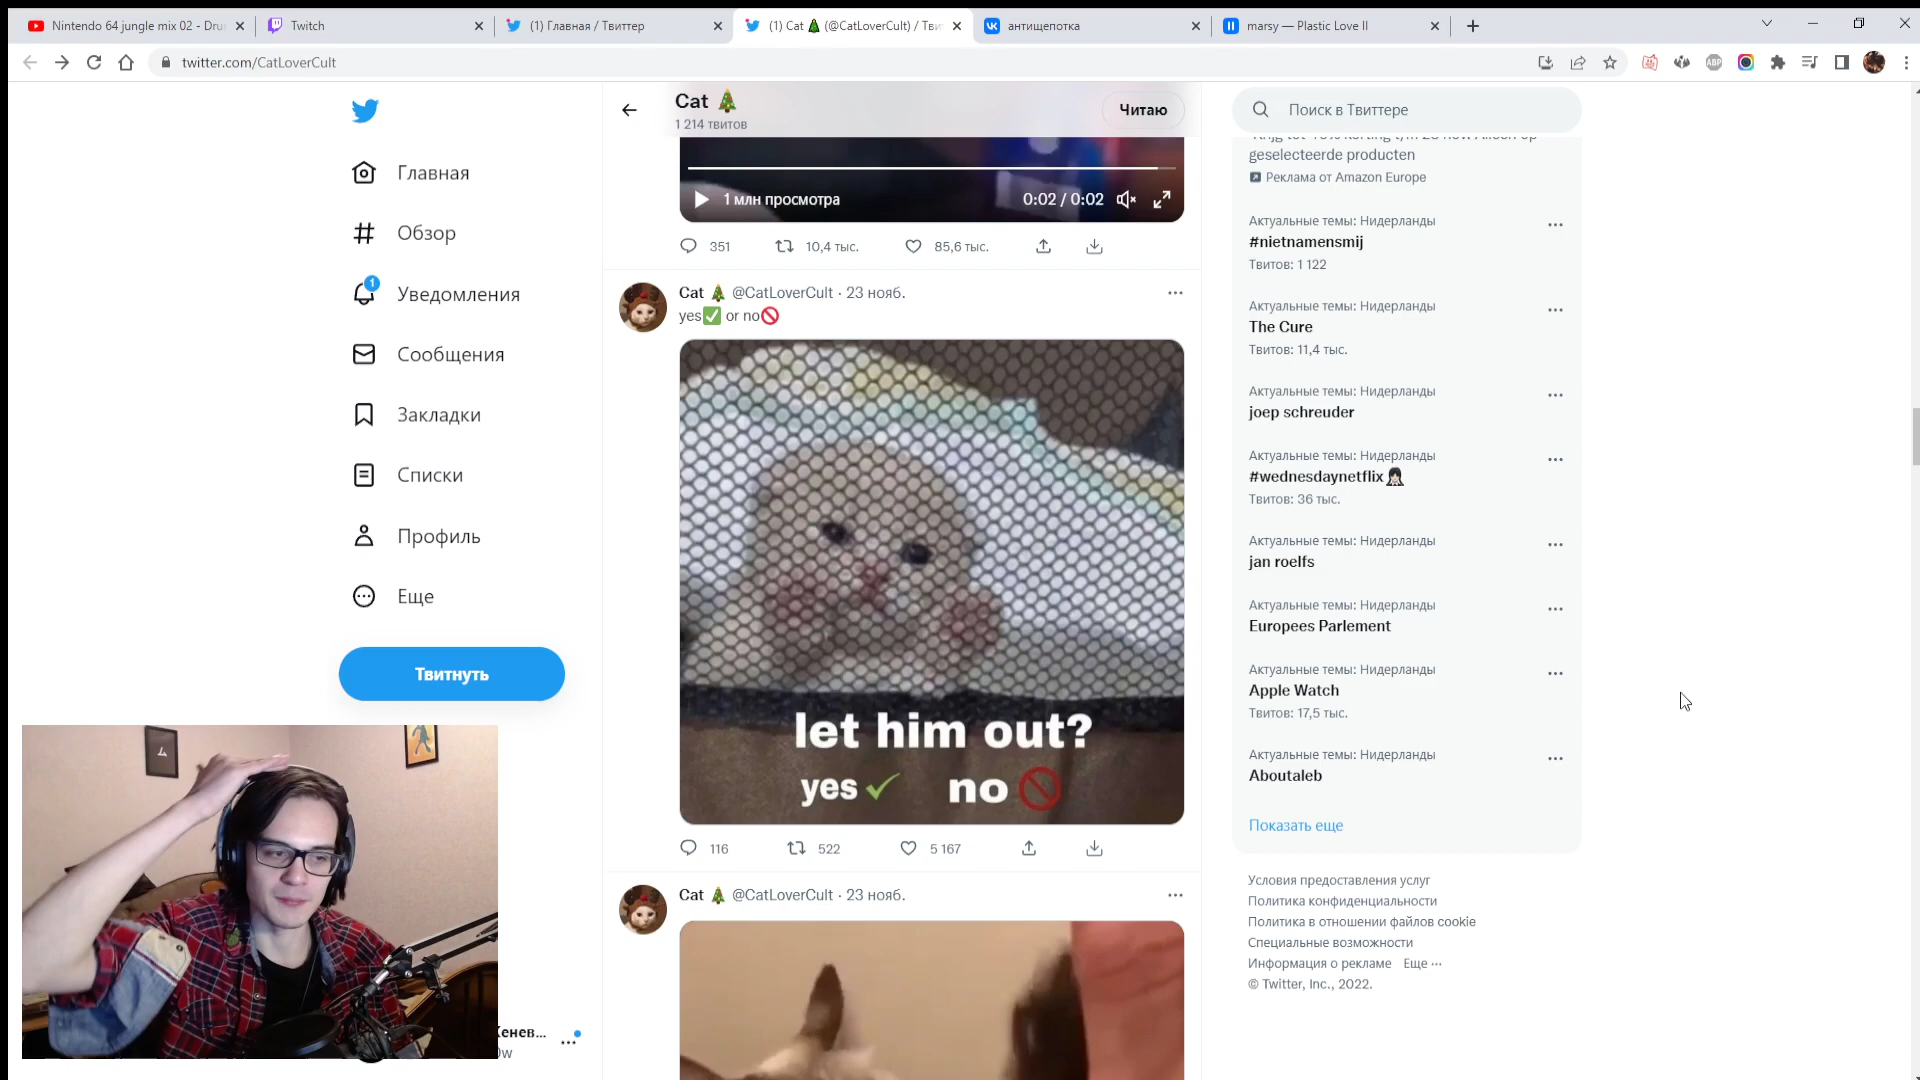 Nintendo 64 jungle mix 02 - Dru
Twitch
(1) Главная / Твиттер
(1) Cat 🎄 (@CatLoverCult) / Тви
антищепотка
marsy — Plastic Love II
twitter.com/CatLoverCult
Главная
Обзор
1
Уведомления
Сообщения
Закладки
Списки
Профиль
Еще
Твитнуть
Cat 🎄
1 214 твитов
Читаю
1 млн просмотра
0:02 / 0:02
351
10,4 тыс.
85,6 тыс.
Cat 🎄 @CatLoverCult · 23 нояб.
yes✅ or no🚫
let him out?
yes ✓ no 🚫
116
522
5 167
Cat 🎄 @CatLoverCult · 23 нояб.
Поиск в Твиттере
geselecteerde producten
Реклама от Amazon Europe
Актуальные темы: Нидерланды
#nietnamensmij
Твитов: 1 122
Актуальные темы: Нидерланды
The Cure
Твитов: 11,4 тыс.
Актуальные темы: Нидерланды
joep schreuder
Актуальные темы: Нидерланды
#wednesdaynetflix
Твитов: 36 тыс.
Актуальные темы: Нидерланды
jan roelfs
Актуальные темы: Нидерланды
Europees Parlement
Актуальные темы: Нидерланды
Apple Watch
Твитов: 17,5 тыс.
Актуальные темы: Нидерланды
Aboutaleb
Показать еще
Условия предоставления услуг
Политика конфиденциальности
Политика в отношении файлов cookie
Специальные возможности
Информация о рекламе Еще ···
© Twitter, Inc., 2022.